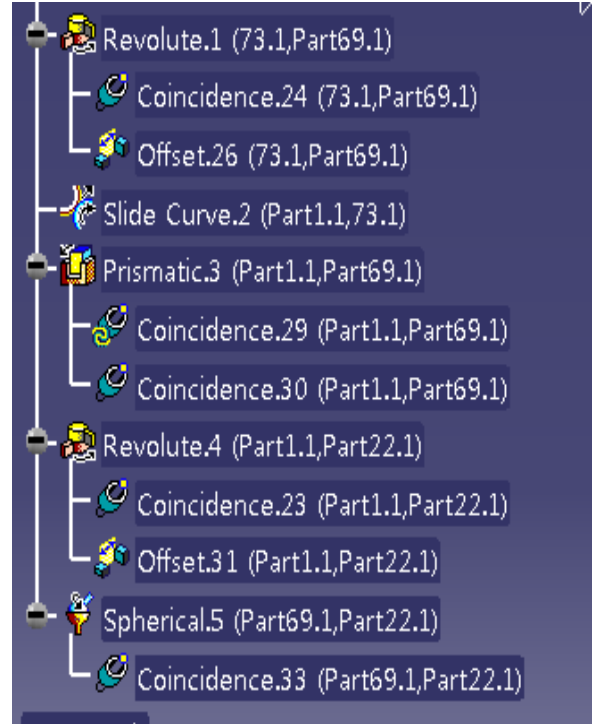 Revolute.1 (73.1,Part69.1)
Coincidence.24 (73.1,Part69.1)
Offset.26 (73.1,Part69.1)
Slide Curve.2 (Part1.1,73.1)
Prismatic.3 (Part1.1,Part69.1)
Coincidence.29 (Part1.1,Part69.1)
Coincidence.30 (Part1.1,Part69.1)
Revolute.4 (Part1.1,Part22.1)
Coincidence.23 (Part1.1,Part22.1)
Offset.31 (Part1.1,Part22.1)
Spherical.5 (Part69.1,Part22.1)
Coincidence.33 (Part69.1,Part22.1)